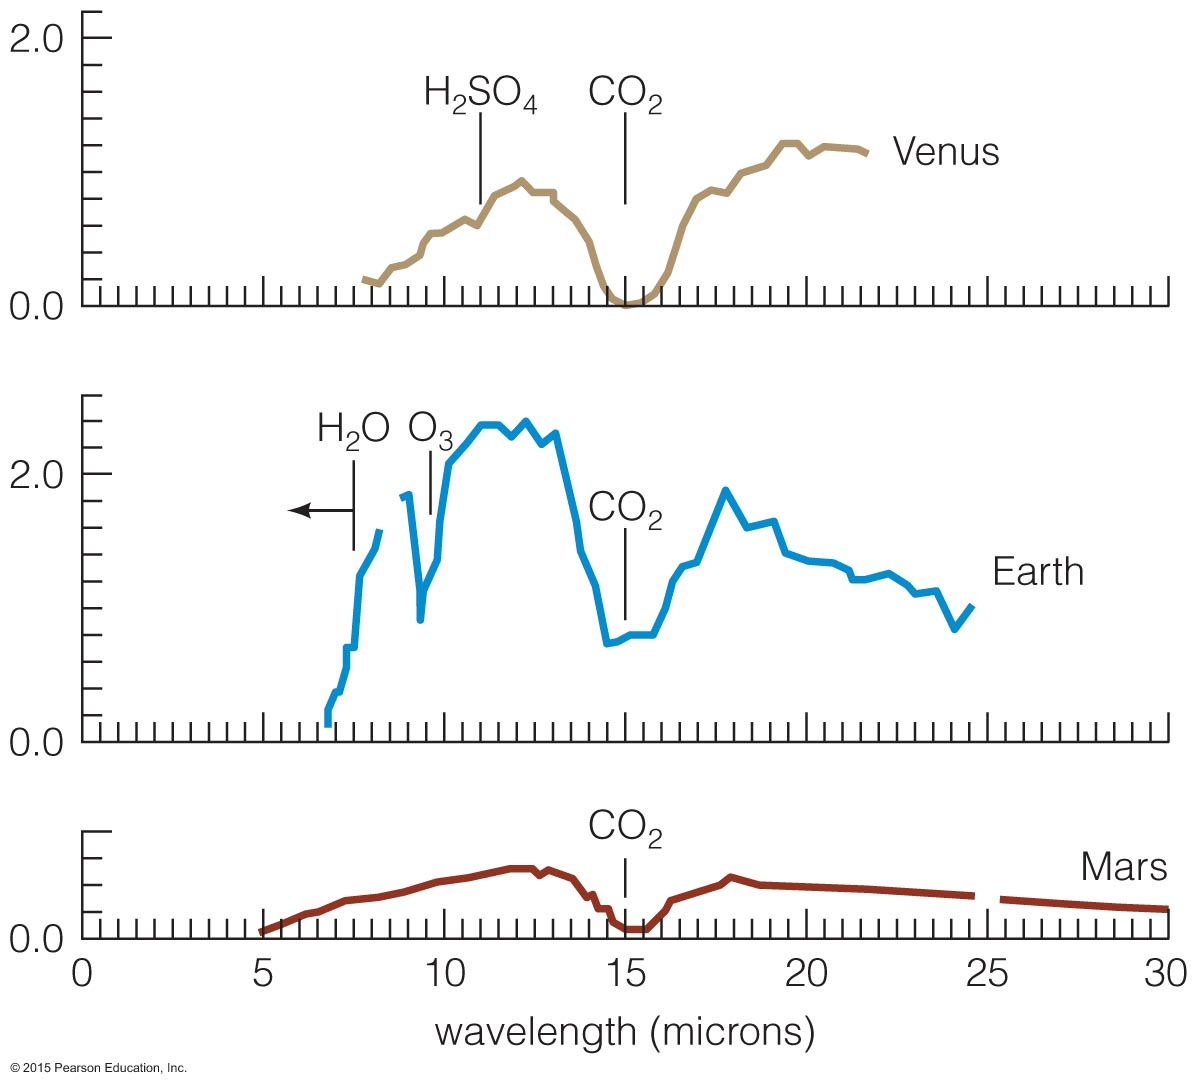 2.0
H₂SO₄ CO₂
Venus
0.0
H₂O O₃
2.0
CO₂
Earth
0.0
CO₂
Mars
0.0
0 5 10 15 20 25 30
wavelength (microns)
© 2015 Pearson Education, Inc.